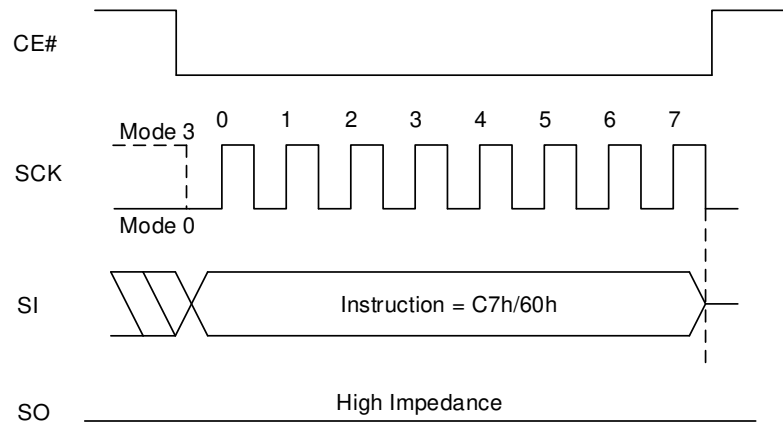 CE#
0 1 2 3 4 5 6 7
Mode 3
SCK
Mode 0
SI
Instruction = C7h/60h
High Impedance
SO